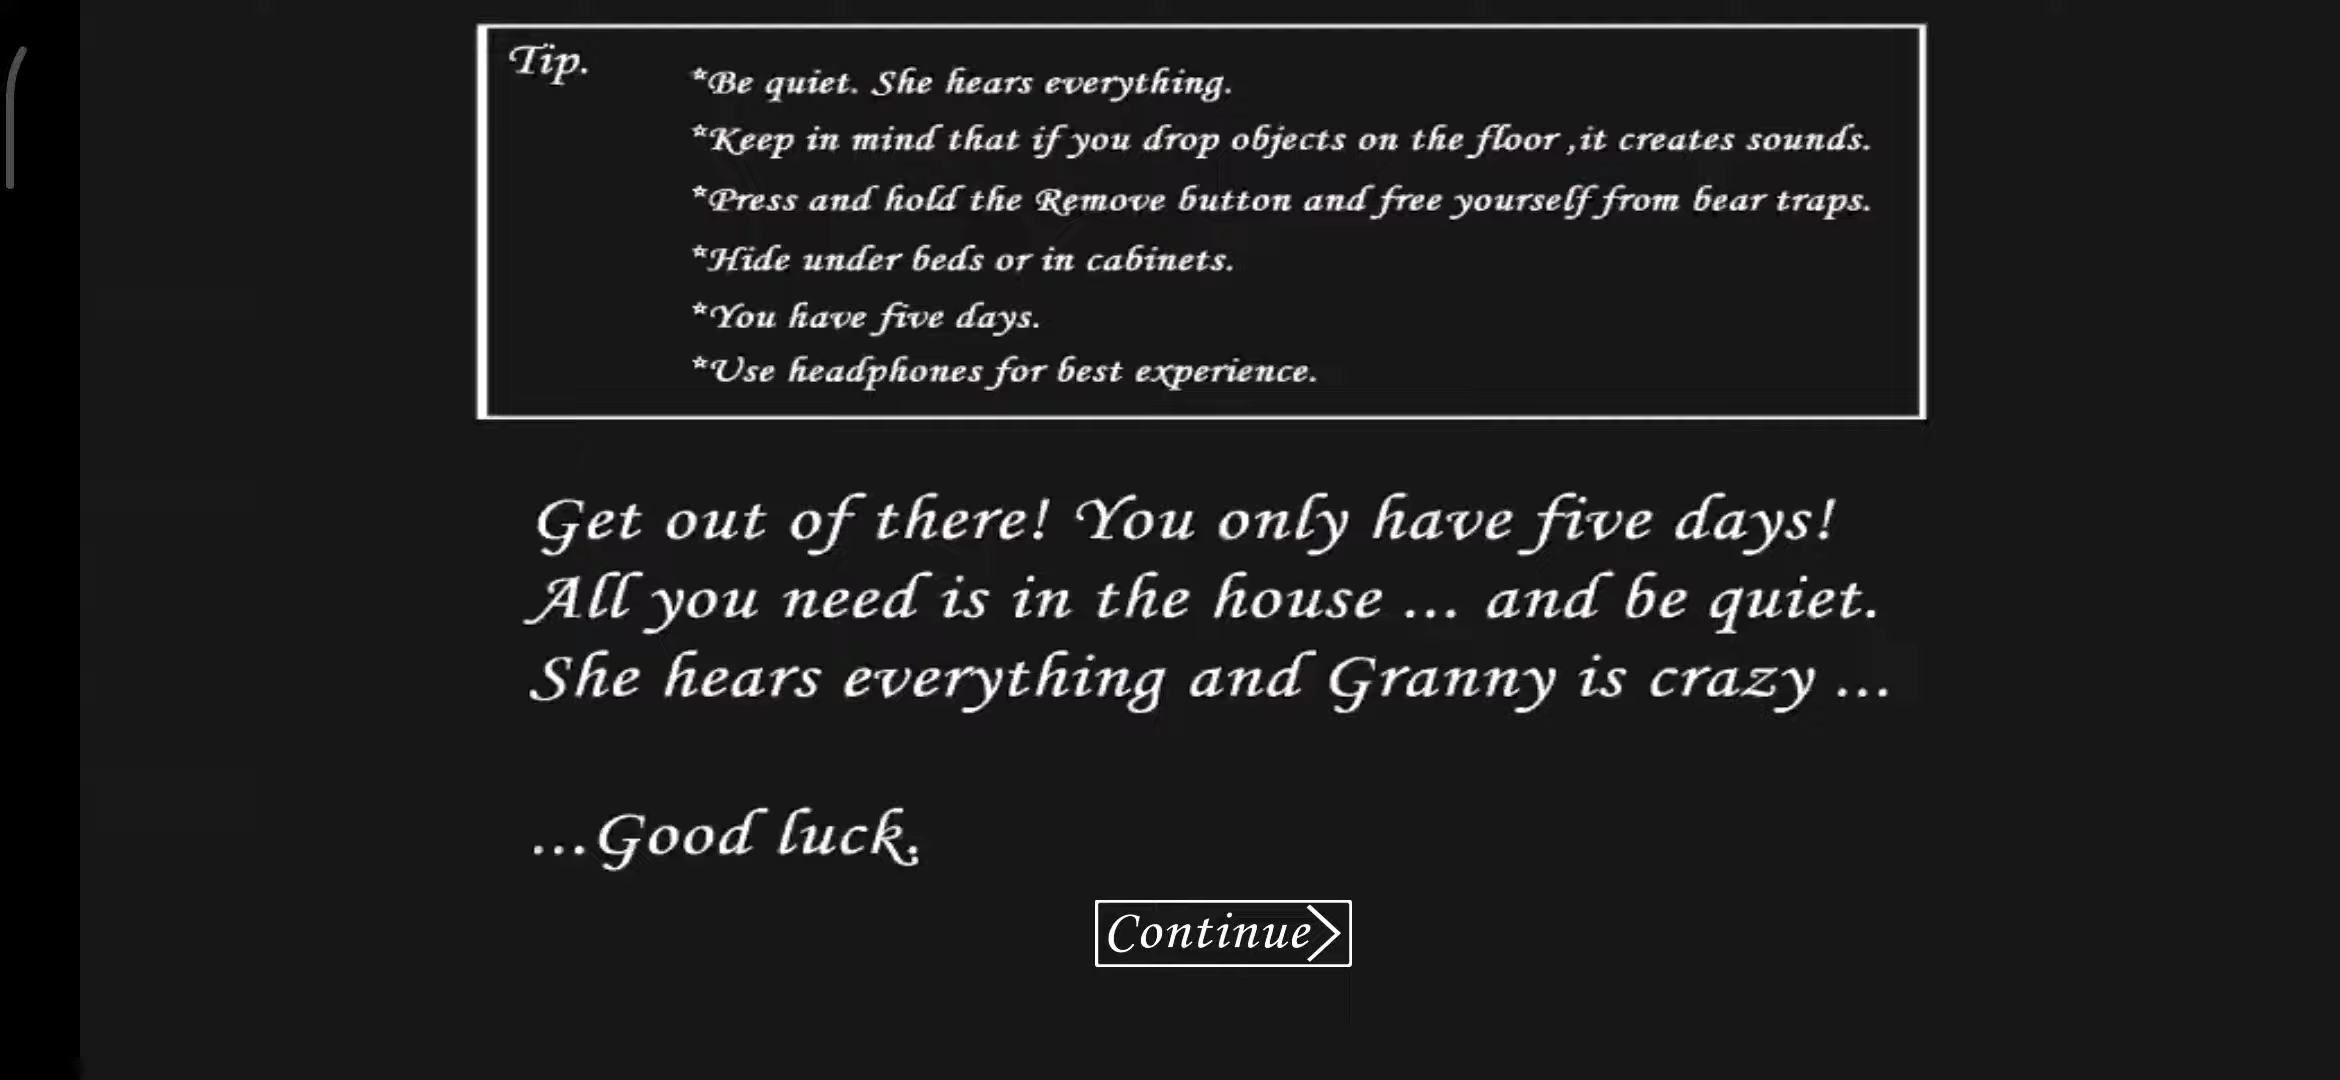 Tip.
*Be quiet. She hears everything.
*Keep in mind that if you drop objects on the floor ,it creates sounds.
*Press and hold the Remove button and free yourself from bear traps.
*Hide under beds or in cabinets.
*You have five days.
*Use headphones for best experience.
Get out of there! You only have five days!
All you need is in the house ... and be quiet.
She hears everything and Granny is crazy ...
...Good luck.
Continue